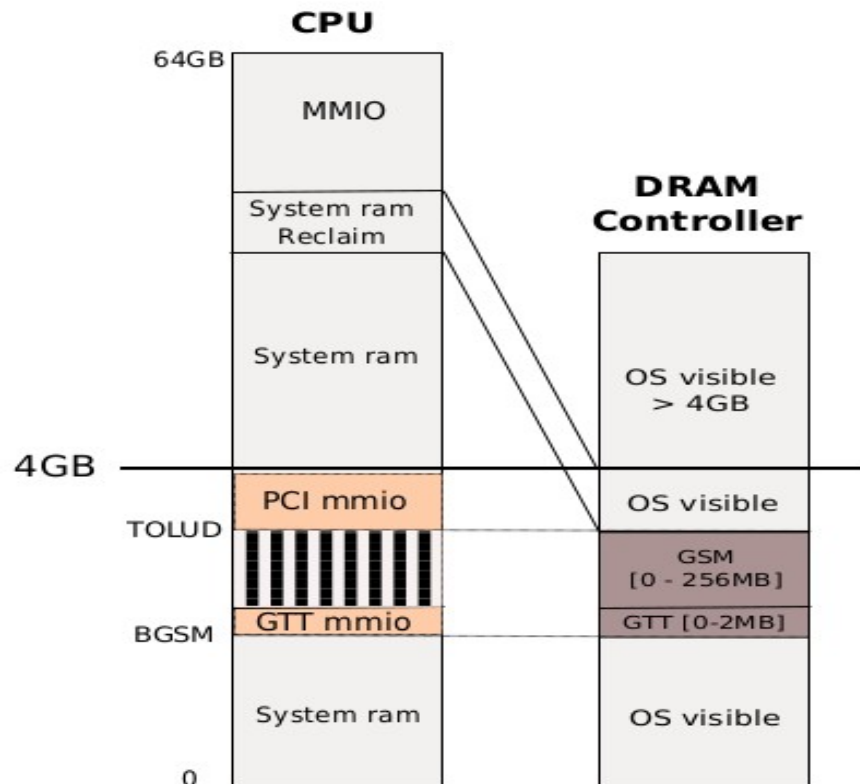 CPU
64GB
MMIO
System ram
Reclaim
System ram
4GB
PCI mmio
TOLUD
GTT mmio
BGSM
System ram
0
DRAM
Controller
OS visible
> 4GB
OS visible
GSM
[0 - 256MB]
GTT [0-2MB]
OS visible